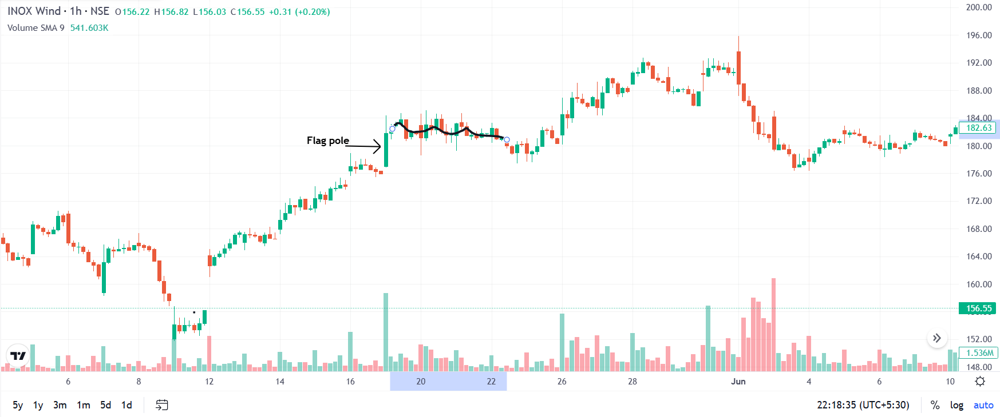 INOX Wind · 1h · NSE O156.22 H156.82 L156.03 C156.55 +0.31 (+0.20%)
Volume SMA 9 541.603K
200.00
196.00
192.00
188.00
184.00
182.63
180.00
176.00
172.00
168.00
164.00
160.00
156.55
152.00
1.536M
148.00
Flag pole
6 8 12 14 16 20 22 26 28 Jun 4 6 10
5y 1y 3m 1m 5d 1d 22:18:35 (UTC+5:30) % log auto